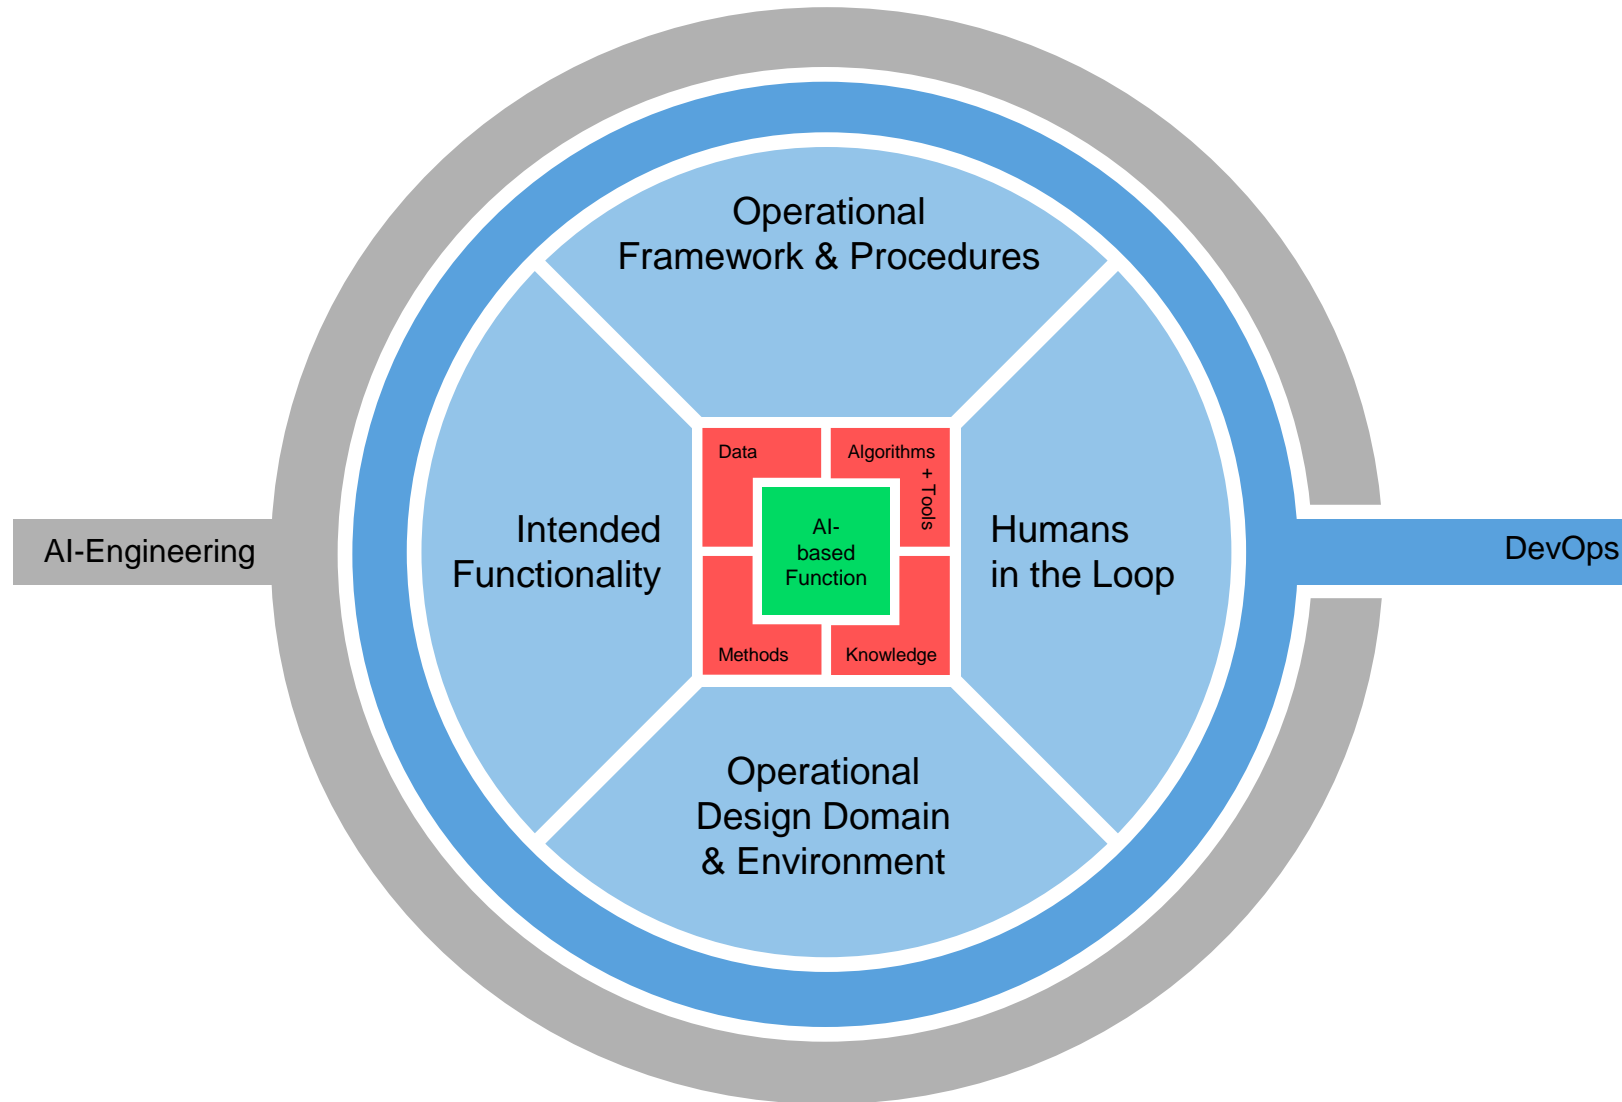 Operational
Framework & Procedures
Data
Algorithms
+ Tools
AI-Engineering
Intended
Functionality
AI-
based
Function
Humans
in the Loop
DevOps
Methods
Knowledge
Operational
Design Domain
& Environment